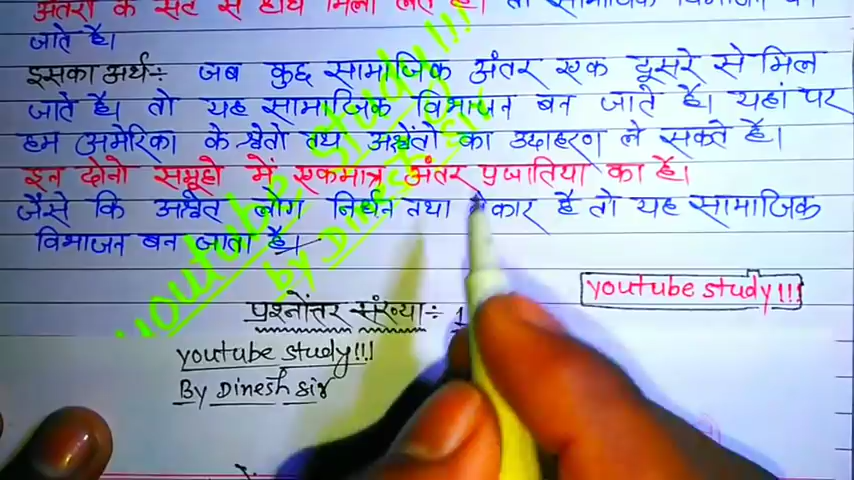 अंतरों के सेट से हाथ मिला लेते है। तो सामाजिक विभाजन
जाते है।
इसका अर्थ÷ जब कुछ सामाजिक अंतर एक दूसरे से मिल
जाते है। तो यह सामाजिक विभाजन बन जाते है। यहां पर
हम अमेरिका के श्वेतो तथ अश्वेंतो का उदाहरण ले सकते है।
इन दोनो समूहो में एकमात्र अंतर प्रजातिया का है।
जैसे कि अश्वेत लोग निर्धन तथा बेकार है तो यह सामाजिक
विभाजन बन जाता है।
youtube study!!!
by Dinesh sir
youtube study!!!
प्रश्नोंत्तर संख्या÷ 1
youtube study!!!
By Dinesh sir